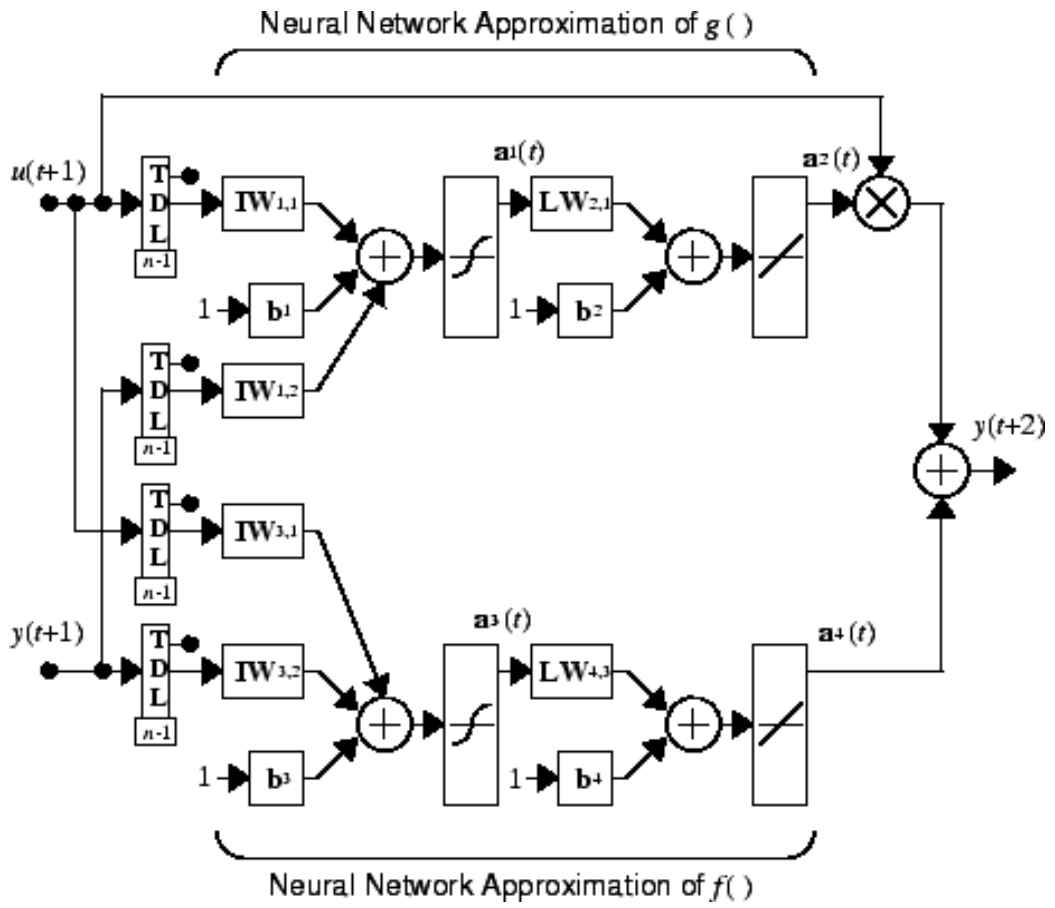 Neural Network Approximation of g ( )
u(t+1)
T
D
L
n-1
IW1,1
1
b1
a1(t)
LW2,1
1
b2
a2(t)
T
D
L
n-1
IW1,2
T
D
L
n-1
IW3,1
y(t+2)
y(t+1)
T
D
L
n-1
IW3,2
1
b3
a3(t)
LW4,3
1
b4
a4(t)
Neural Network Approximation of f( )